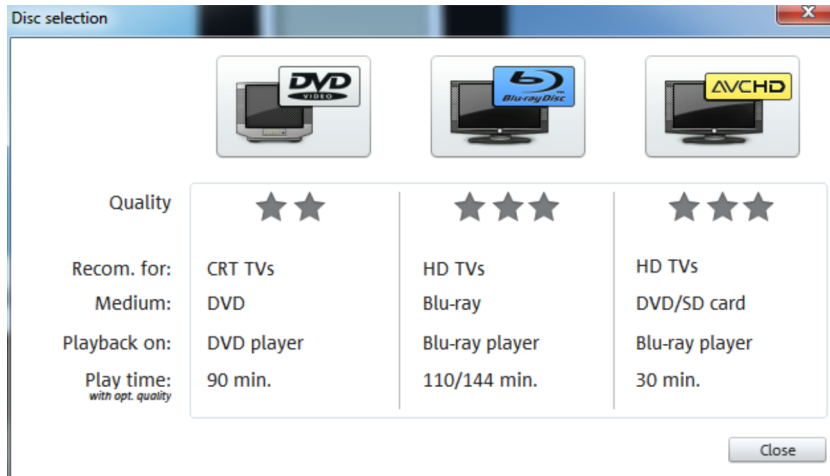 Disc selection
DVD
VIDEO
Blu-ray Disc
AVCHD
Quality
Recom. for: CRT TVs HD TVs HD TVs
Medium: DVD Blu-ray DVD/SD card
Playback on: DVD player Blu-ray player Blu-ray player
Play time: 90 min. 110/144 min. 30 min.
with opt. quality
Close